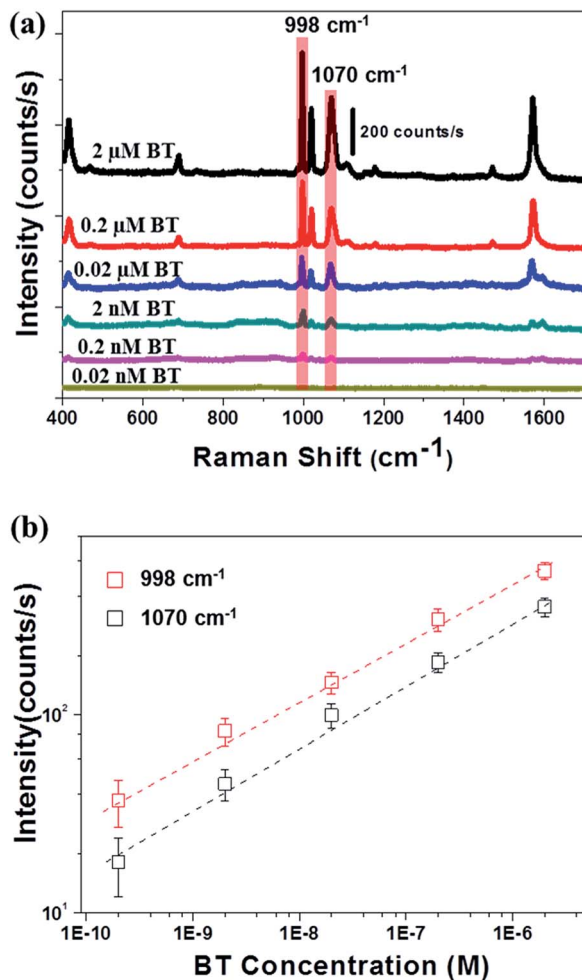 (a)
998 cm⁻¹
1070 cm⁻¹
200 counts/s
2 μM BT
0.2 μM BT
0.02 μM BT
2 nM BT
0.2 nM BT
0.02 nM BT
Intensity (counts/s)
400 600 800 1000 1200 1400 1600
Raman Shift (cm⁻¹)
(b)
998 cm⁻¹
1070 cm⁻¹
Intensity(counts/s)
10²
10¹
1E-10 1E-9 1E-8 1E-7 1E-6
BT Concentration (M)